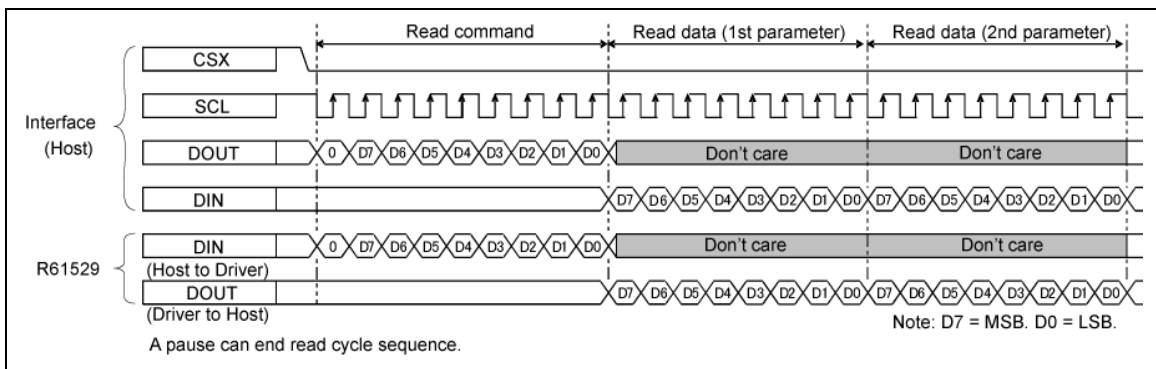 Read command Read data (1st parameter) Read data (2nd parameter)
CSX
SCL
Interface
(Host)
DOUT 0 D7 D6 D5 D4 D3 D2 D1 D0 Don't care Don't care
DIN D7 D6 D5 D4 D3 D2 D1 D0 D7 D6 D5 D4 D3 D2 D1 D0
R61529
DIN 0 D7 D6 D5 D4 D3 D2 D1 D0 Don't care Don't care
(Host to Driver)
DOUT D7 D6 D5 D4 D3 D2 D1 D0 D7 D6 D5 D4 D3 D2 D1 D0
(Driver to Host)
Note: D7 = MSB. D0 = LSB.
A pause can end read cycle sequence.